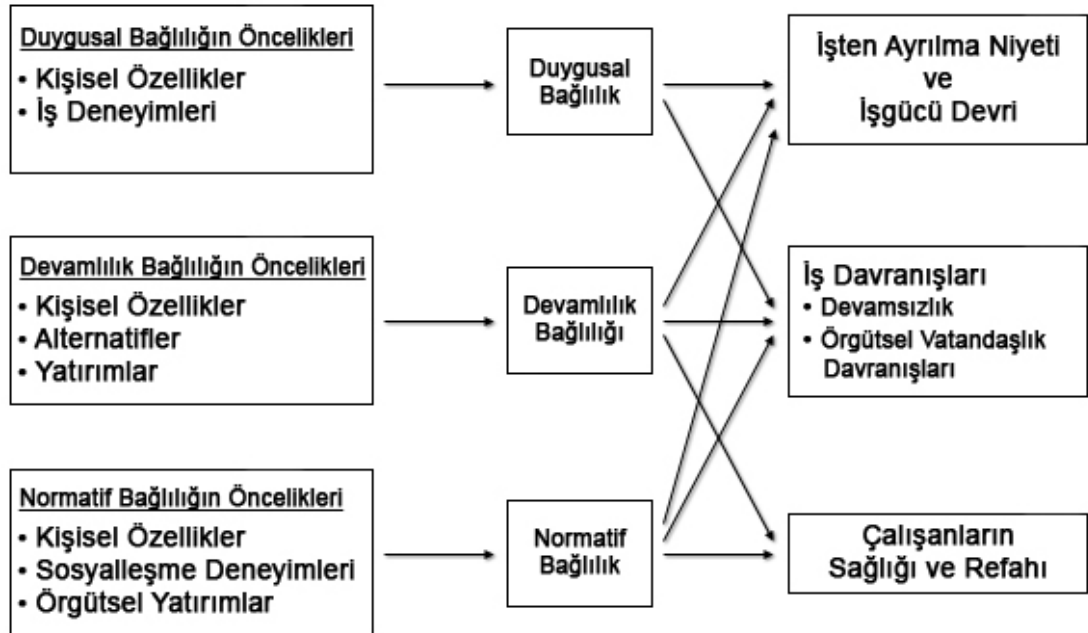 Duygusal Bağlılığın Öncelikleri
• Kişisel Özellikler
• İş Deneyimleri
Duygusal
Bağlılık
İşten Ayrılma Niyeti
ve
İşgücü Devri
Devamlılık Bağlılığın Öncelikleri
• Kişisel Özellikler
• Alternatifler
• Yatırımlar
Devamlılık
Bağlılığı
İş Davranışları
• Devamsızlık
• Örgütsel Vatandaşlık
Davranışları
Normatif Bağlılığın Öncelikleri
• Kişisel Özellikler
• Sosyalleşme Deneyimleri
• Örgütsel Yatırımlar
Normatif
Bağlılık
Çalışanların
Sağlığı ve Refahı